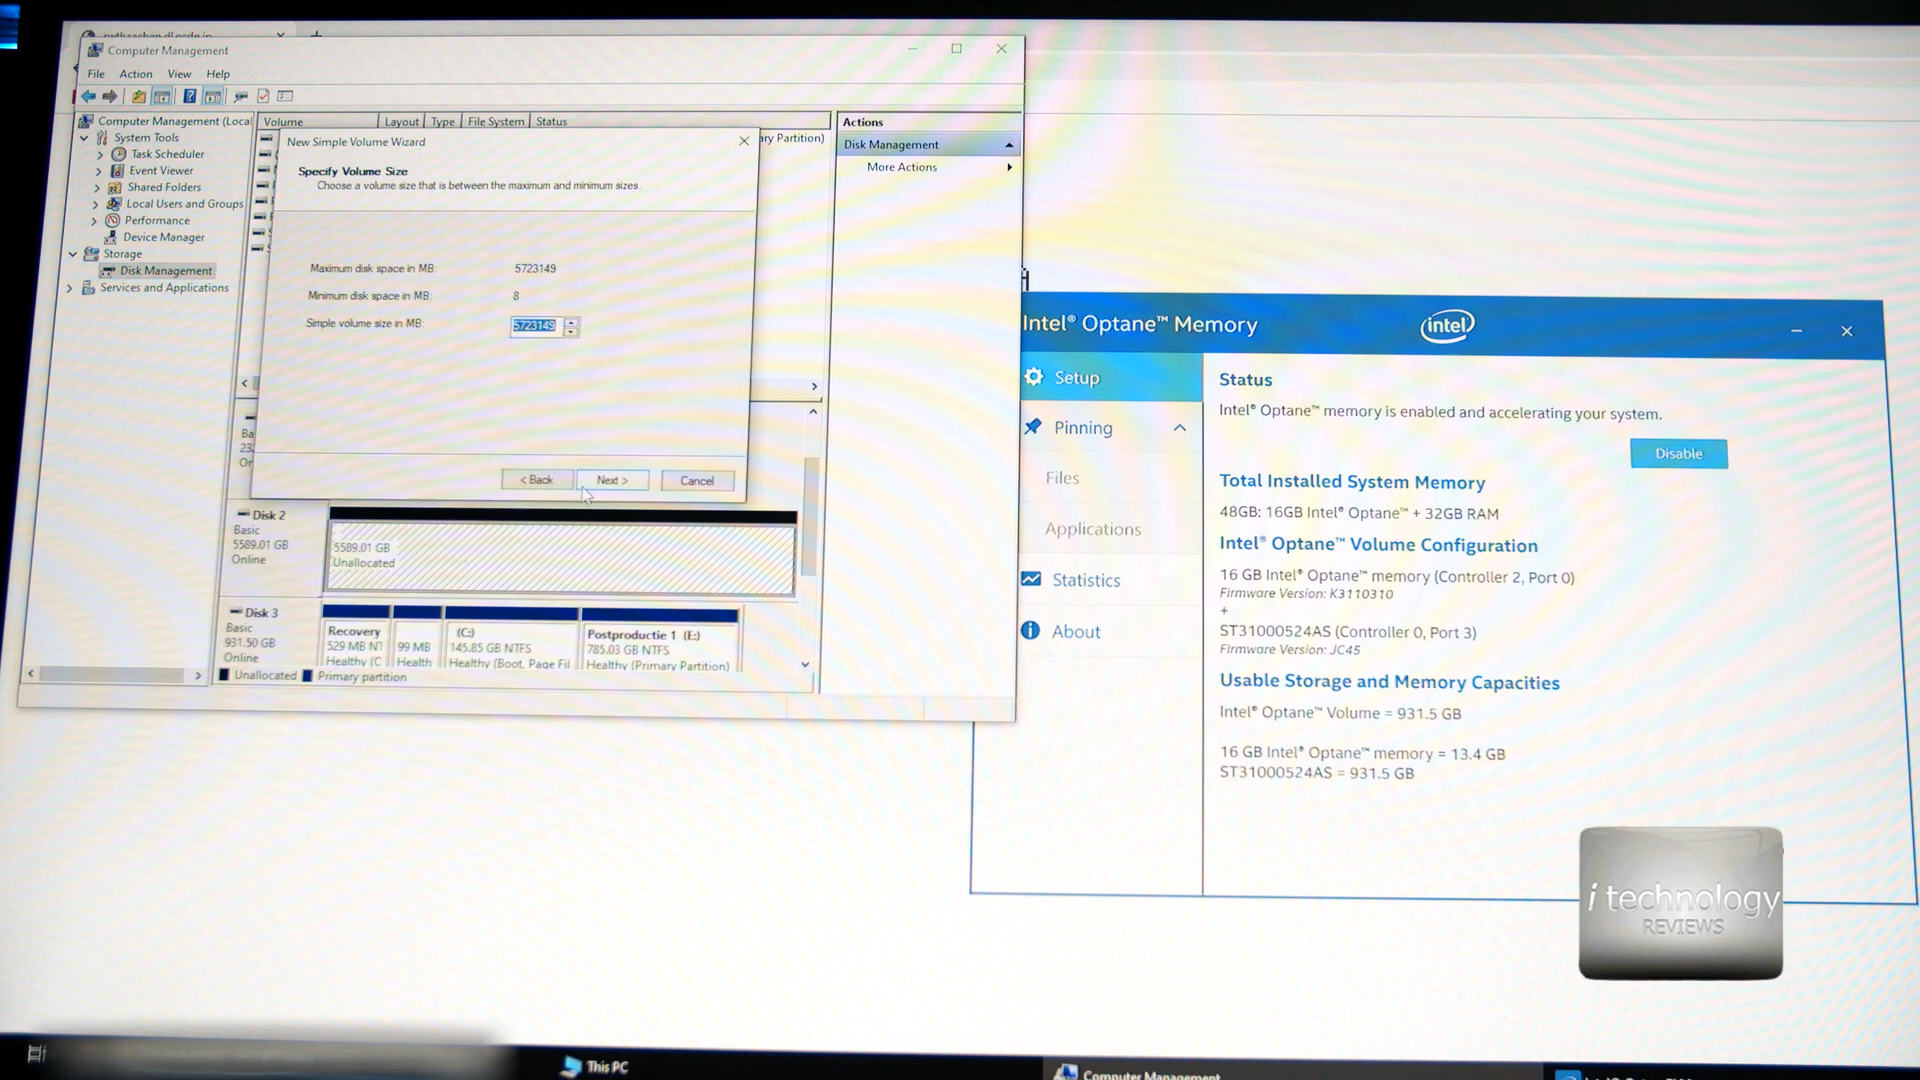 Computer Management
File Action View Help
Computer Management (Local
System Tools
Task Scheduler
Event Viewer
Shared Folders
Local Users and Groups
Performance
Device Manager
Storage
Disk Management
Services and Applications
Volume Layout Type File System Status
ry Partition)
New Simple Volume Wizard
Specify Volume Size
Choose a volume size that is between the maximum and minimum sizes.
Maximum disk space in MB: 5723149
Minimum disk space in MB: 8
Simple volume size in MB: 5723149
< Back Next > Cancel
Ba
23
Or
Disk 2
Basic
5589.01 GB
Online
5589.01 GB
Unallocated
Disk 3
Basic
931.50 GB
Online
Recovery
529 MB NT
Healthy (C
99 MB
Health
(C:)
145.85 GB NTFS
Healthy (Boot, Page Fil
Postproductie 1 (E:)
785.03 GB NTFS
Healthy (Primary Partition)
Unallocated Primary partition
Actions
Disk Management
More Actions
Intel® Optane™ Memory
intel
Setup
Pinning
Files
Applications
Statistics
About
Status
Intel® Optane™ memory is enabled and accelerating your system.
Disable
Total Installed System Memory
48GB: 16GB Intel® Optane™ + 32GB RAM
Intel® Optane™ Volume Configuration
16 GB Intel® Optane™ memory (Controller 2, Port 0)
Firmware Version: K3110310
+
ST31000524AS (Controller 0, Port 3)
Firmware Version: JC45
Usable Storage and Memory Capacities
Intel® Optane™ Volume = 931.5 GB
16 GB Intel® Optane™ memory = 13.4 GB
ST31000524AS = 931.5 GB
i technology
REVIEWS
This PC
Computer Management